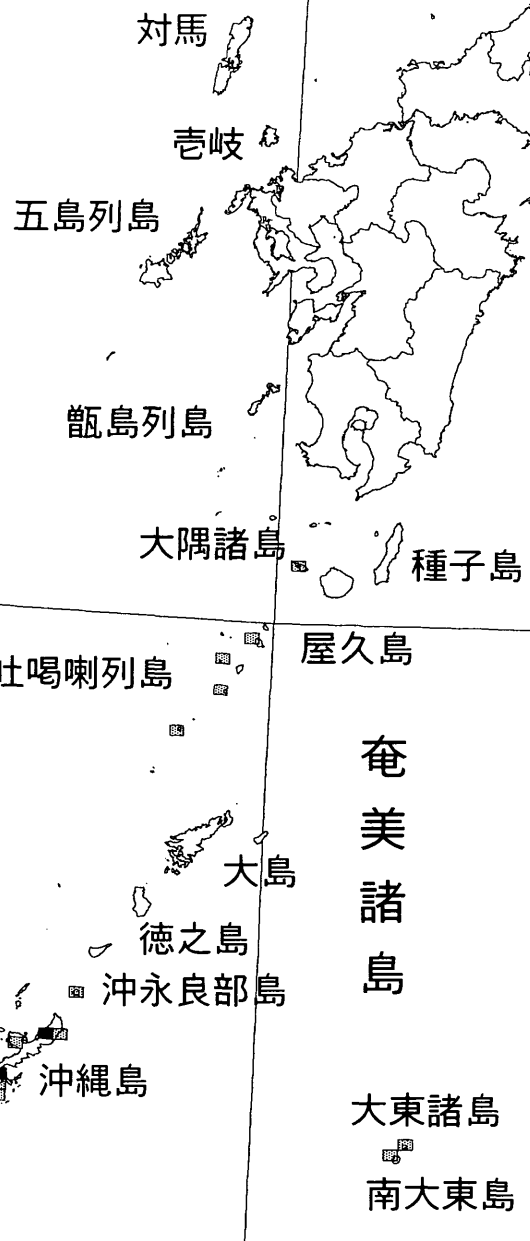 対馬
壱岐
五島列島
甑島列島
大隅諸島
種子島
屋久島
吐噶喇列島
奄美諸島
大島
徳之島
沖永良部島
沖縄島
大東諸島
南大東島